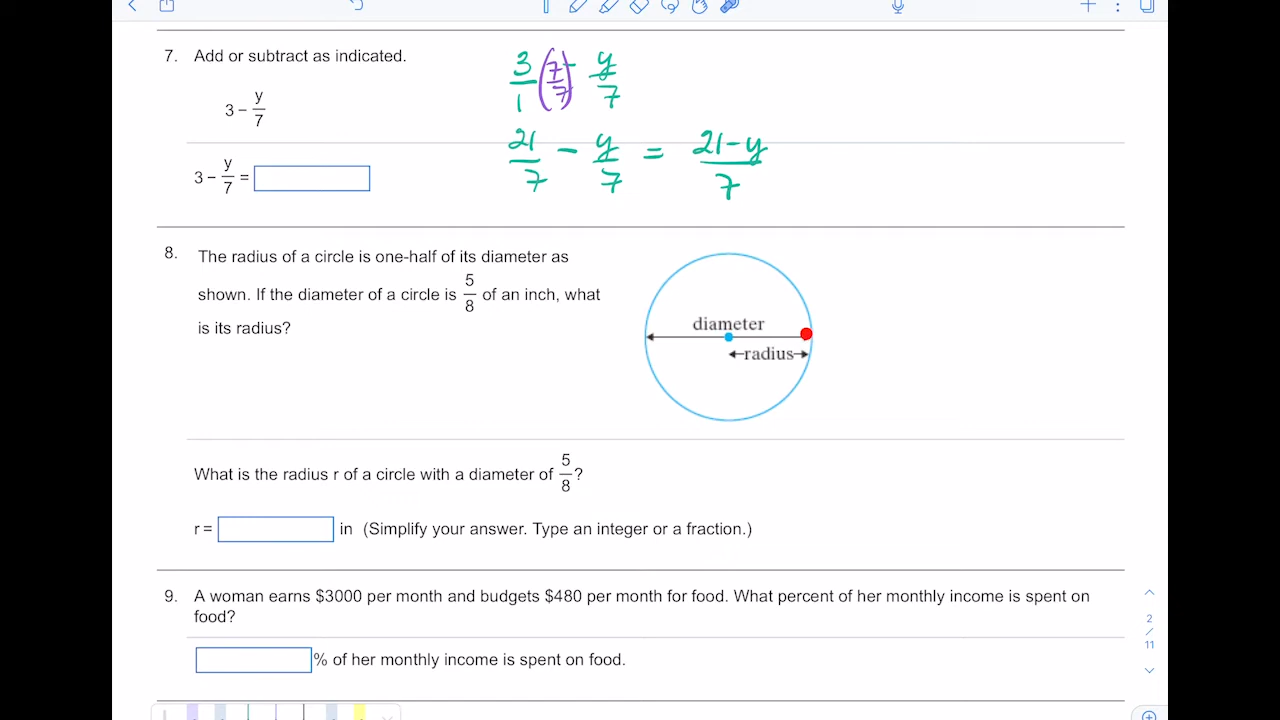 7. Add or subtract as indicated.
3 − y/7
3/1 (7/7) − y/7
21/7 − y/7 = 21−y/7
3 − y/7 =
8. The radius of a circle is one-half of its diameter as
shown. If the diameter of a circle is 5/8 of an inch, what
is its radius?
diameter
radius
What is the radius r of a circle with a diameter of 5/8?
r = in (Simplify your answer. Type an integer or a fraction.)
9. A woman earns $3000 per month and budgets $480 per month for food. What percent of her monthly income is spent on
food?
% of her monthly income is spent on food.
2
/
11